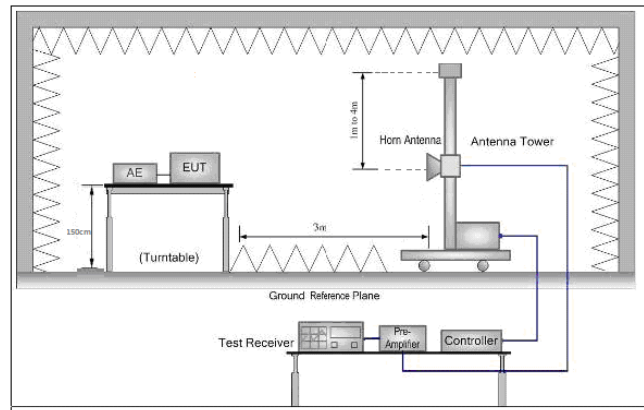 1m to 4m
Horn Antenna
Antenna Tower
AE
EUT
150cm
(Turntable)
3m
Ground Reference Plane
Test Receiver
Pre-
Amplifier
Controller